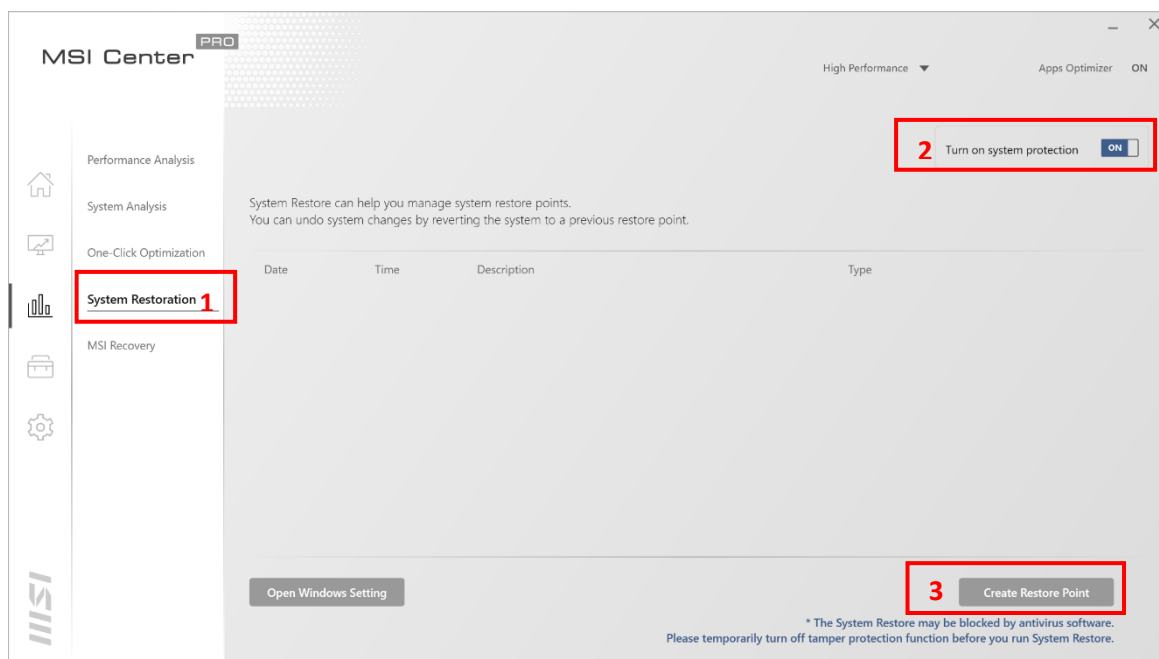 MSI Center PRO
High Performance
Apps Optimizer ON
2 Turn on system protection ON
Performance Analysis
System Analysis
One-Click Optimization
System Restoration 1
MSI Recovery
System Restore can help you manage system restore points.
You can undo system changes by reverting the system to a previous restore point.
Date Time Description Type
Open Windows Setting
3 Create Restore Point
* The System Restore may be blocked by antivirus software.
Please temporarily turn off tamper protection function before you run System Restore.
msi